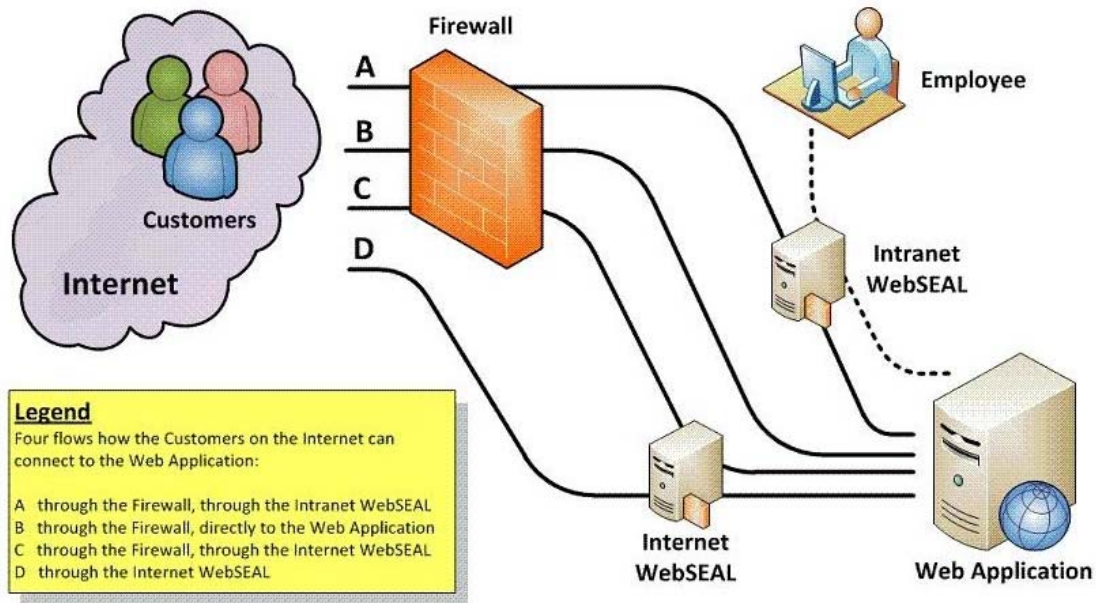 Firewall
A
B
C
D
Employee
Customers
Internet
Intranet
WebSEAL
Legend
Four flows how the Customers on the Internet can
connect to the Web Application:
A through the Firewall, through the Intranet WebSEAL
B through the Firewall, directly to the Web Application
C through the Firewall, through the Internet WebSEAL
D through the Internet WebSEAL
Internet
WebSEAL
Web Application